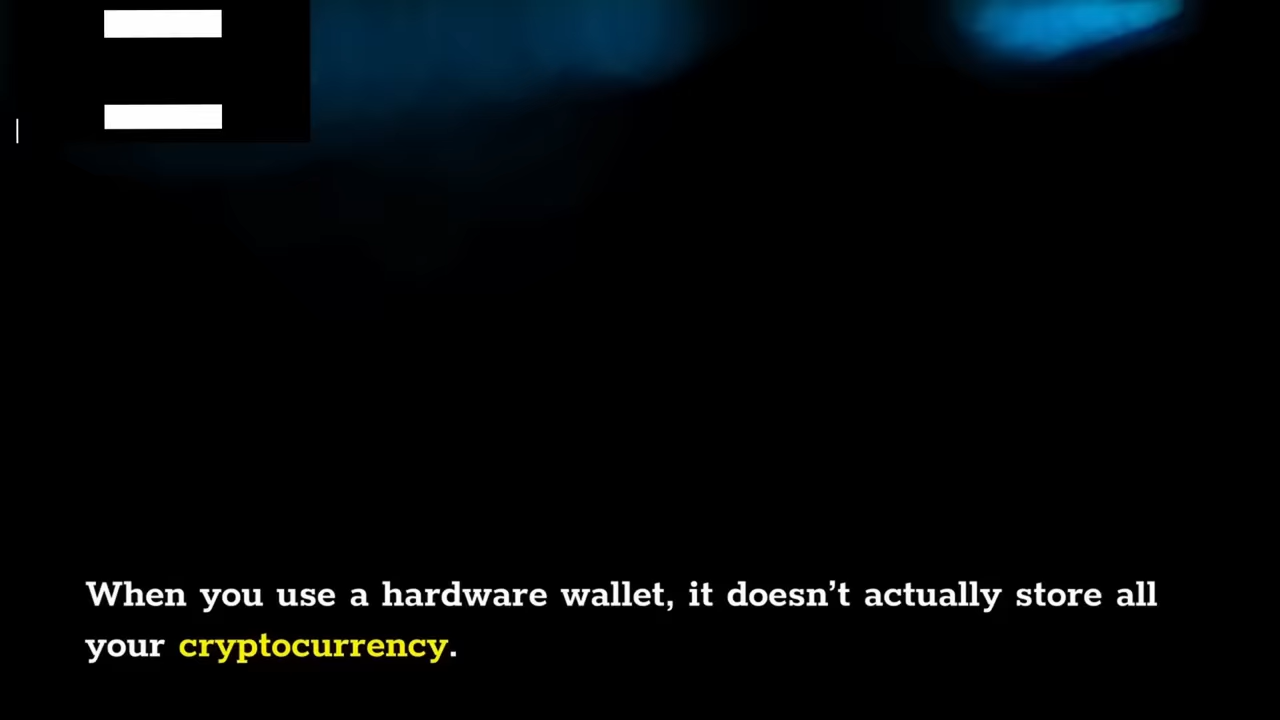 When you use a hardware wallet, it doesn’t actually store all
your cryptocurrency.